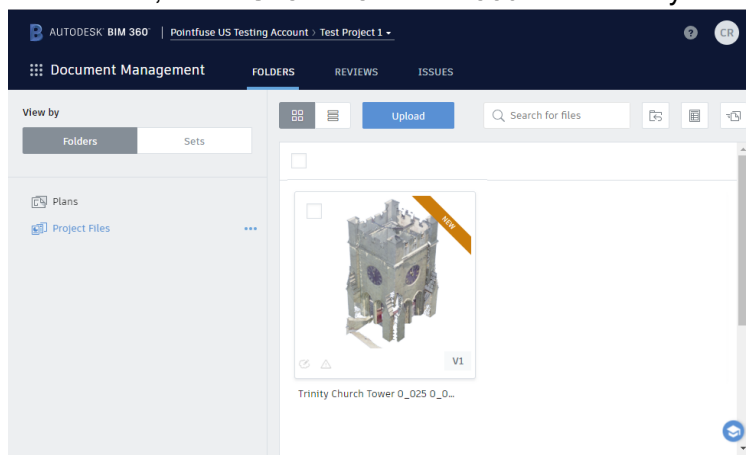 AUTODESK® BIM 360™ | Pointfuse US Testing Account > Test Project 1
CR
Document Management
FOLDERS REVIEWS ISSUES
View by
Folders Sets
Upload
Search for files
Plans
Project Files
NEW
V1
Trinity Church Tower 0_025 0_0...